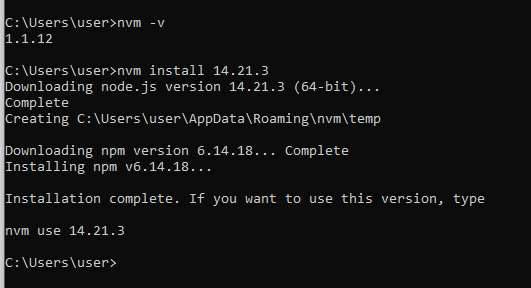 C:\Users\user>nvm -v
1.1.12
C:\Users\user>nvm install 14.21.3
Downloading node.js version 14.21.3 (64-bit)...
Complete
Creating C:\Users\user\AppData\Roaming\nvm\temp
Downloading npm version 6.14.18... Complete
Installing npm v6.14.18...
Installation complete. If you want to use this version, type
nvm use 14.21.3
C:\Users\user>